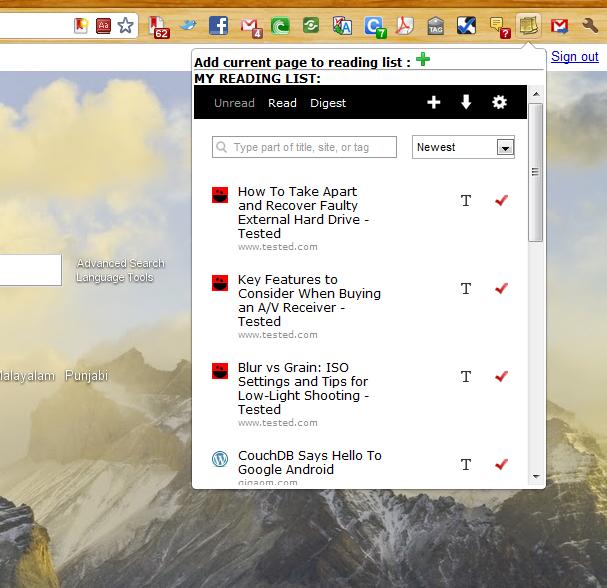 Aa
62
4
7
TAG
?
Sign out
Add current page to reading list :
MY READING LIST:
Unread Read Digest
Type part of title, site, or tag
Newest
How To Take Apart
and Recover Faulty
External Hard Drive -
Tested
www.tested.com
T
Key Features to
Consider When Buying
an A/V Receiver -
Tested
www.tested.com
T
Blur vs Grain: ISO
Settings and Tips for
Low-Light Shooting -
Tested
www.tested.com
T
CouchDB Says Hello To
Google Android
gigaom.com
T
Advanced Search
Language Tools
Malayalam Punjabi